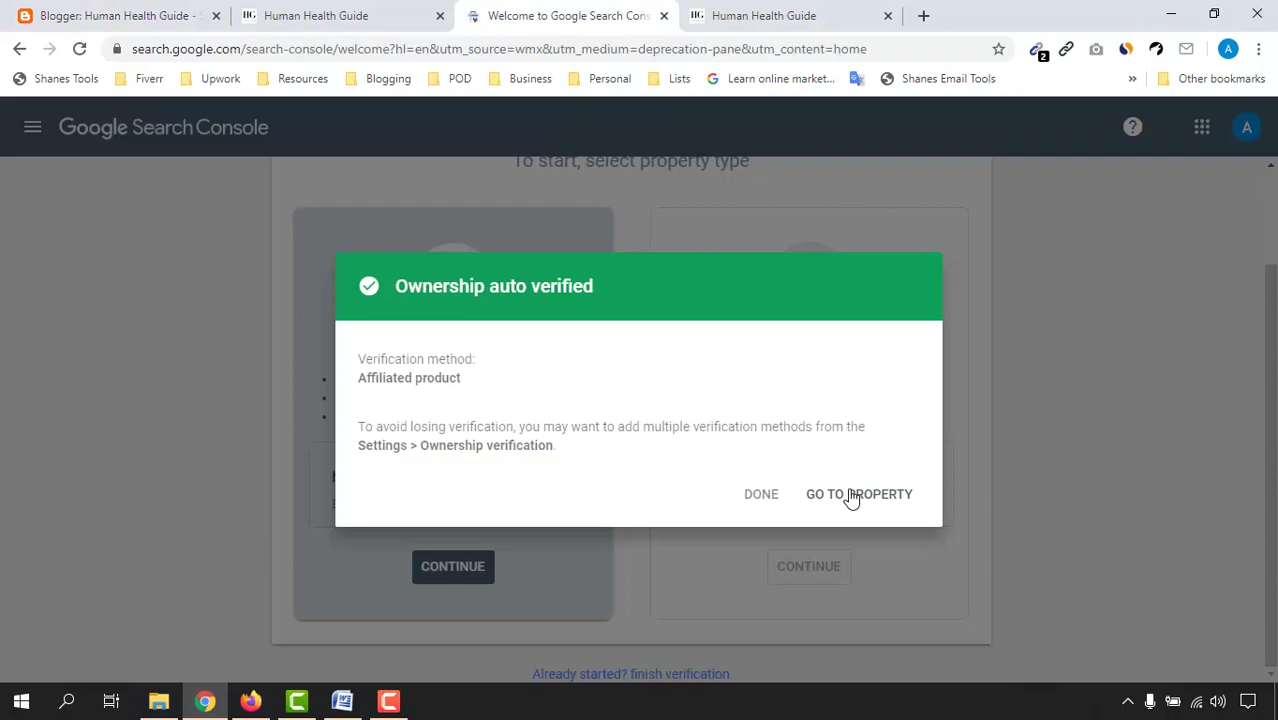 Blogger: Human Health Guide - S
Human Health Guide
Welcome to Google Search Cons
Human Health Guide
search.google.com/search-console/welcome?hl=en&utm_source=wmx&utm_medium=deprecation-pane&utm_content=home
2
A
Shanes Tools
Fiverr
Upwork
Resources
Blogging
POD
Business
Personal
Lists
Learn online market...
Shanes Email Tools
»
Other bookmarks
Google Search Console
A
To start, select property type
Ownership auto verified
Verification method:
Affiliated product
To avoid losing verification, you may want to add multiple verification methods from the
Settings > Ownership verification.
DONE GO TO PROPERTY
CONTINUE
CONTINUE
Already started? finish verification